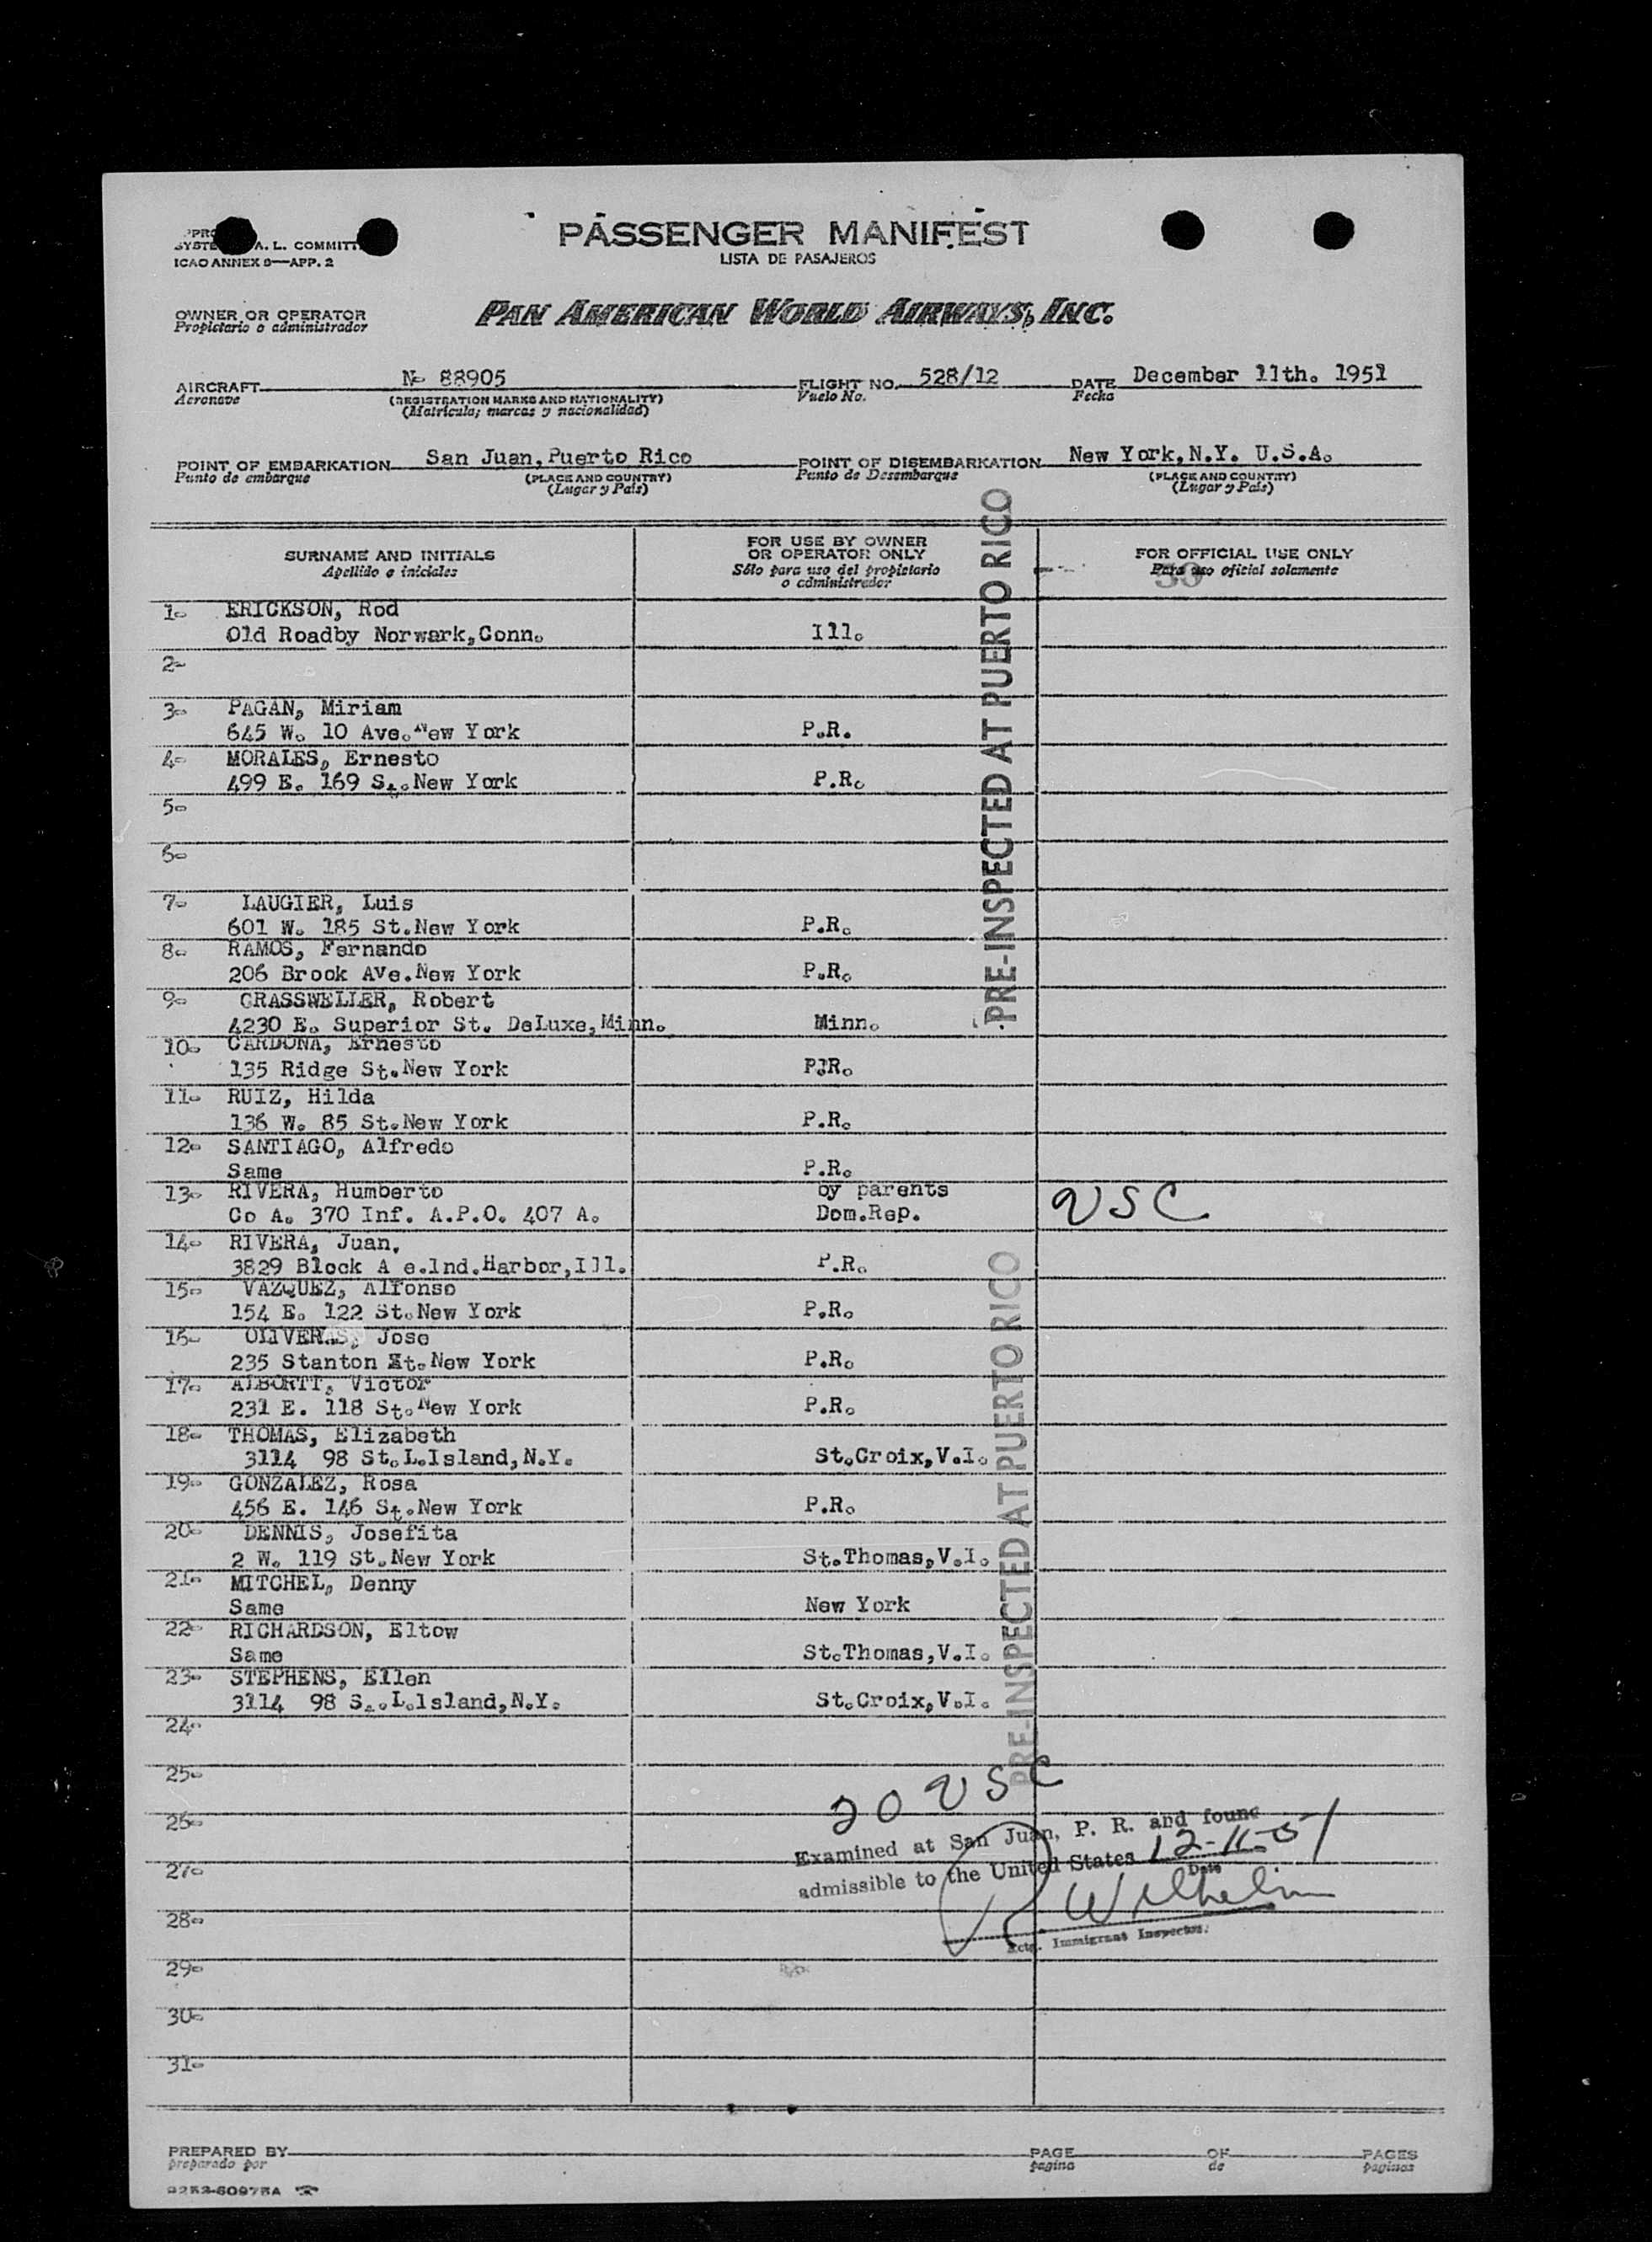 PASSENGER MANIFEST
LISTA DE PASAJEROS
A. L. COMMITT
ICAO ANNEX 9—APP. 2
OWNER OR OPERATOR
Propietario o administrador
PAN AMERICAN WORLD AIRWAYS, INC.
AIRCRAFT N- 88905 FLIGHT NO. 528/12 DATE December 11th. 1951
Aeronave (REGISTRATION MARKS AND NATIONALITY) Vuelo No. Fecha
(Matrícula; marcas y nacionalidad)
POINT OF EMBARKATION San Juan, Puerto Rico POINT OF DISEMBARKATION New York, N.Y. U.S.A.
Punto de embarque (PLACE AND COUNTRY) Punto de Desembarque (PLACE AND COUNTRY)
(Lugar y País) (Lugar y País)
SURNAME AND INITIALS
Apellido e iniciales
FOR USE BY OWNER
OR OPERATOR ONLY
Sólo para uso del propietario
o administrador
FOR OFFICIAL USE ONLY
Para uso oficial solamente
PRE-INSPECTED AT PUERTO RICO
1- ERICKSON, Rod
Old Roadby Norwark, Conn. Ill.
2-
3- PAGAN, Miriam
645 W. 10 Ave. New York P.R.
4- MORALES, Ernesto
499 E. 169 St. New York P.R.
5-
6-
7- LAUGIER, Luis
601 W. 185 St. New York P.R.
8- RAMOS, Fernando
206 Brook AVe. New York P.R.
9- CRASSWELLER, Robert
4230 E. Superior St. DeLuxe, Minn. Minn.
10- CARDONA, Ernesto
135 Ridge St. New York P.R.
11- RUIZ, Hilda
136 W. 85 St. New York P.R.
12- SANTIAGO, Alfredo
Same P.R.
13- RIVERA, Humberto by parents
Co A. 370 Inf. A.P.O. 407 A. Dom.Rep. USC
14- RIVERA, Juan.
3829 Block A e. Ind. Harbor, Ill. P.R.
15- VAZQUEZ, Alfonso
154 E. 122 St. New York P.R.
16- OLIVERAS, Jose
235 Stanton St. New York P.R.
17- ALBORTT, Victor
231 E. 118 St. New York P.R.
18- THOMAS, Elizabeth
3114 98 St. L.Island, N.Y. St.Croix, V.I.
19- GONZALEZ, Rosa
456 E. 146 St. New York P.R.
20- DENNIS, Josefita
2 W. 119 St. New York St.Thomas, V.I.
21- MITCHEL, Denny
Same New York
22- RICHARDSON, Eltow
Same St.Thomas, V.I.
23- STEPHENS, Ellen
3114 98 St. L.Island, N.Y. St.Croix, V.I.
PRE-INSPECTED AT PUERTO RICO
24-
25-
20 USC
26-
Examined at San Juan, P. R. and found
admissible to the United States 12-11-51
Date
27-
Wilhelm
28-
Actg. Immigrant Inspector.
29-
30-
31-
PREPARED BY PAGE OF PAGES
preparado por página de páginas